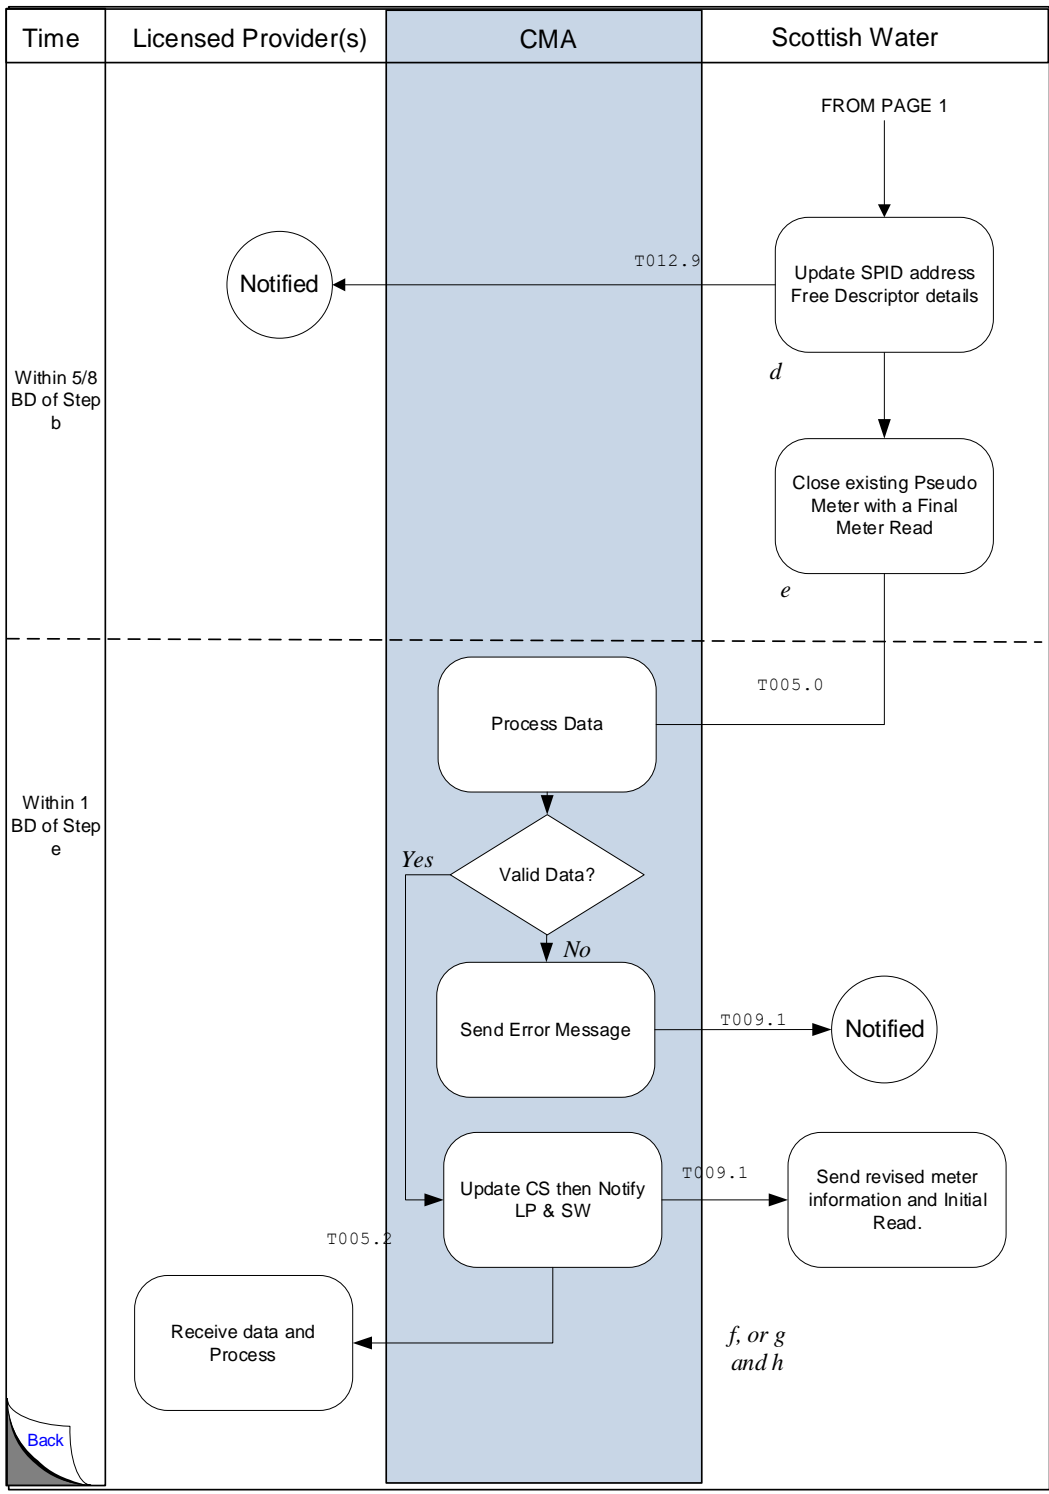 Time
Licensed Provider(s)
CMA
Scottish Water
FROM PAGE 1
Update SPID address
Free Descriptor details
T012.9
Notified
d
Within 5/8
BD of Step
b
Close existing Pseudo
Meter with a Final
Meter Read
e
T005.0
Process Data
Within 1
BD of Step
e
Valid Data?
Yes
No
Send Error Message
T009.1
Notified
Update CS then Notify
LP & SW
T009.1
Send revised meter
information and Initial
Read.
T005.2
Receive data and
Process
f, or g
and h
Back